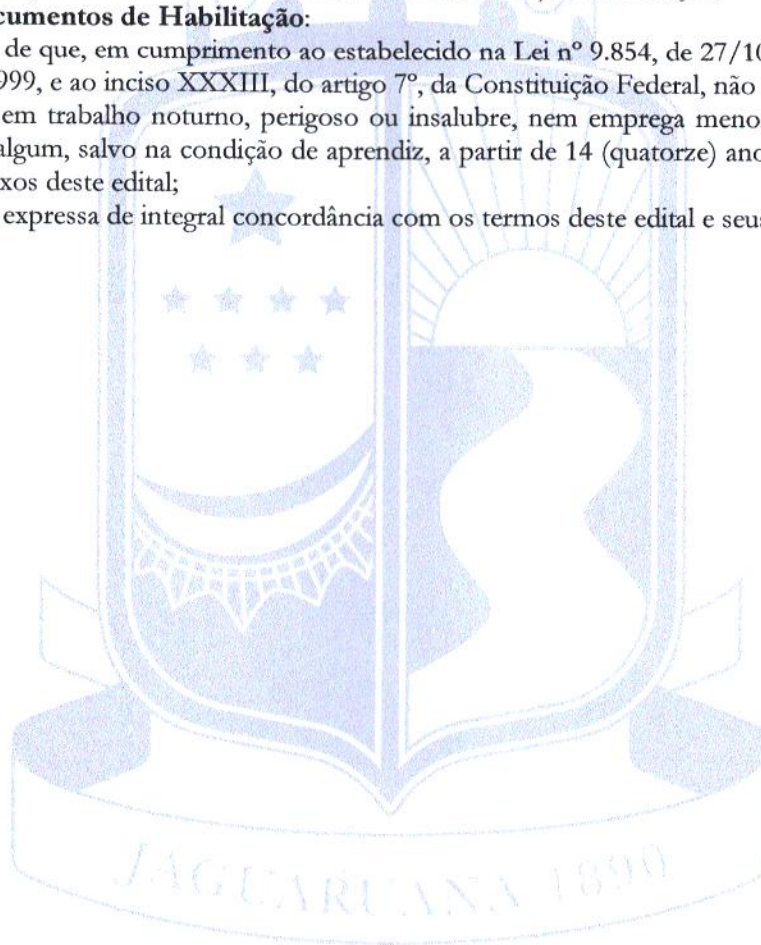 cumentos de Habilitação:
de que, em cumprimento ao estabelecido na Lei nº 9.854, de 27/10
999, e ao inciso XXXIII, do artigo 7º, da Constituição Federal, não
em trabalho noturno, perigoso ou insalubre, nem emprega meno
algum, salvo na condição de aprendiz, a partir de 14 (quatorze) ano
xos deste edital;
expressa de integral concordância com os termos deste edital e seus
JAGUARUANA 1890